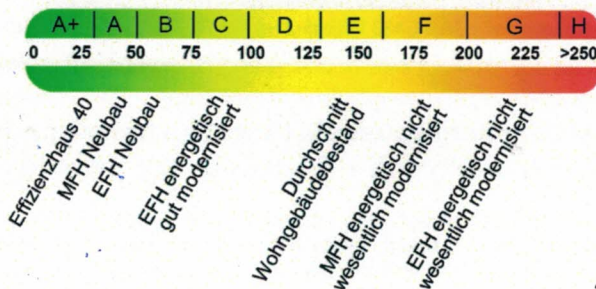 A+ A B C D E F G H
0 25 50 75 100 125 150 175 200 225 >250
Effizienzhaus 40
MFH Neubau
EFH Neubau
EFH energetisch
gut modernisiert
Durchschnitt
Wohngebäudebestand
MFH energetisch nicht
wesentlich modernisiert
EFH energetisch nicht
wesentlich modernisiert